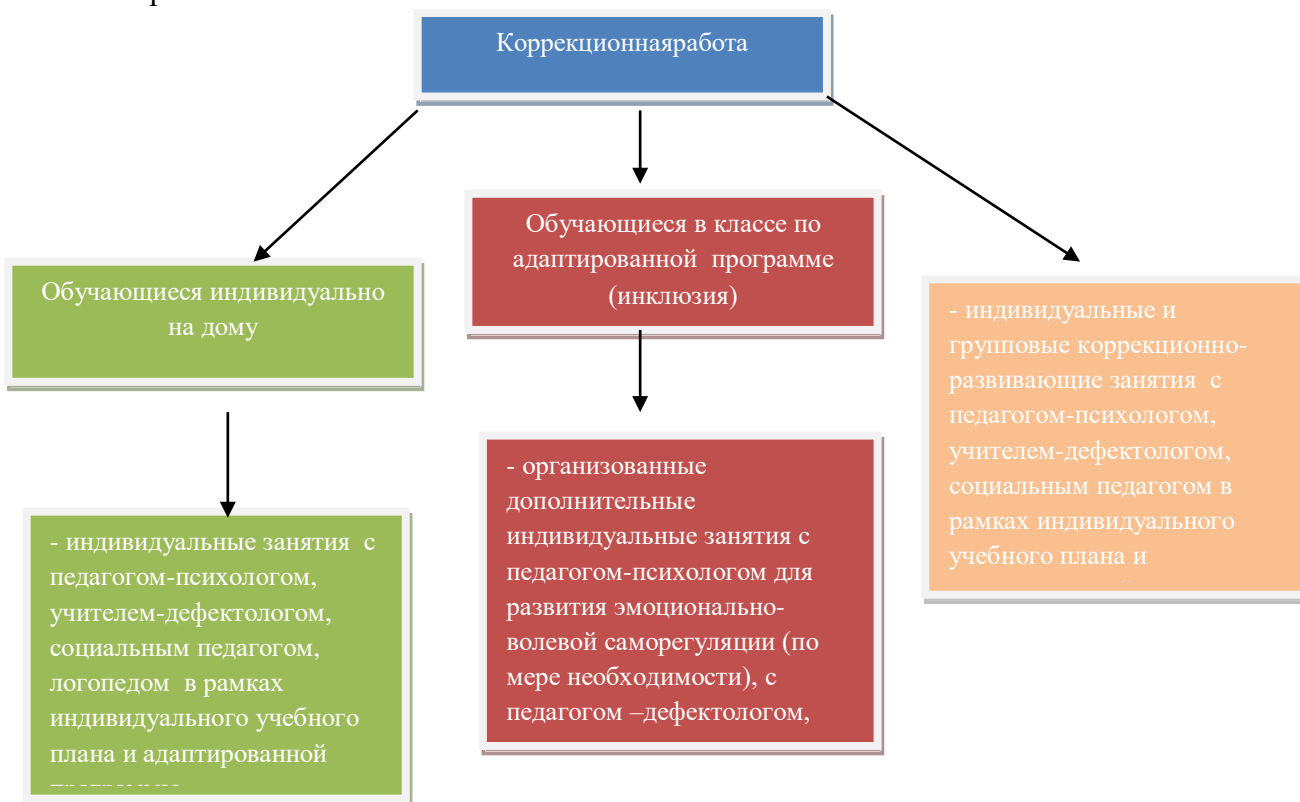 Коррекционнаяработа
Обучающиеся индивидуально
на дому
Обучающиеся в классе по
адаптированной программе
(инклюзия)
- индивидуальные и
групповые коррекционно-
развивающие занятия с
педагогом-психологом,
учителем-дефектологом,
социальным педагогом в
рамках индивидуального
учебного плана и
- индивидуальные занятия с
педагогом-психологом,
учителем-дефектологом,
социальным педагогом,
логопедом в рамках
индивидуального учебного
плана и адаптированной
- организованные
дополнительные
индивидуальные занятия с
педагогом-психологом для
развития эмоционально-
волевой саморегуляции (по
мере необходимости), с
педагогом –дефектологом,